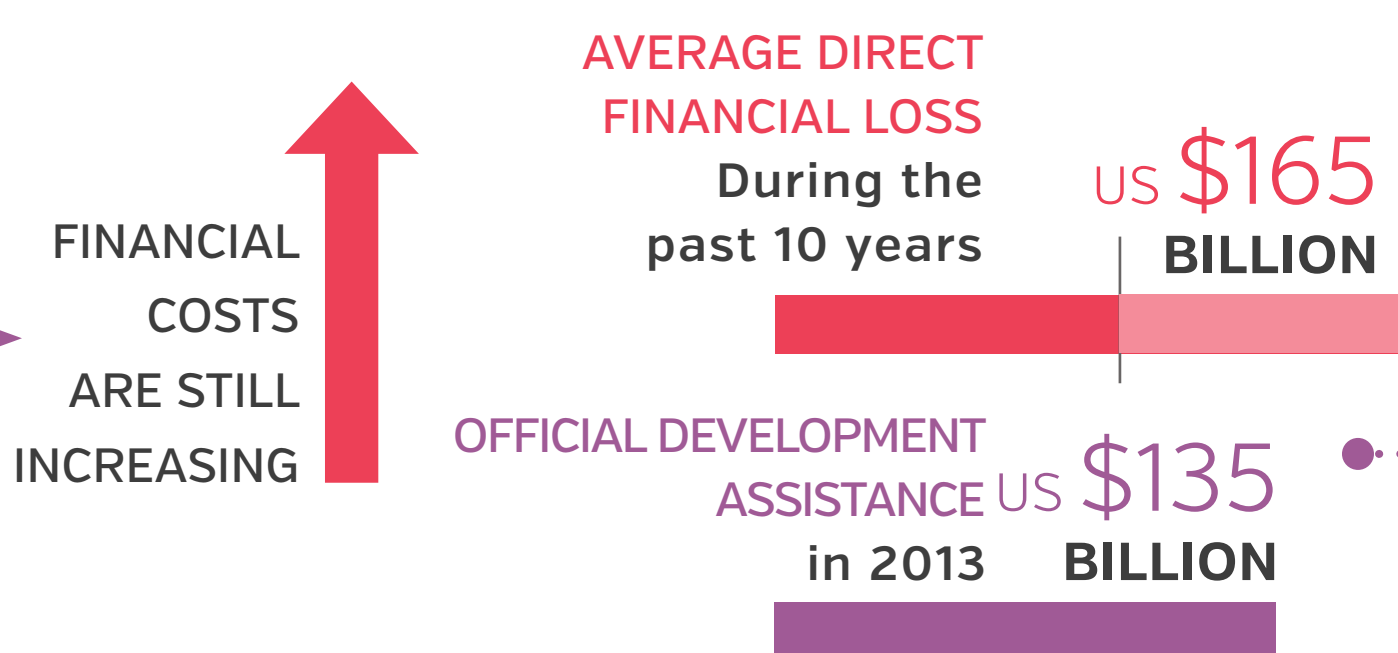 FINANCIAL
COSTS
ARE STILL
INCREASING
AVERAGE DIRECT
FINANCIAL LOSS
During the
past 10 years
US $165
BILLION
OFFICIAL DEVELOPMENT
ASSISTANCE
in 2013
US $135
BILLION